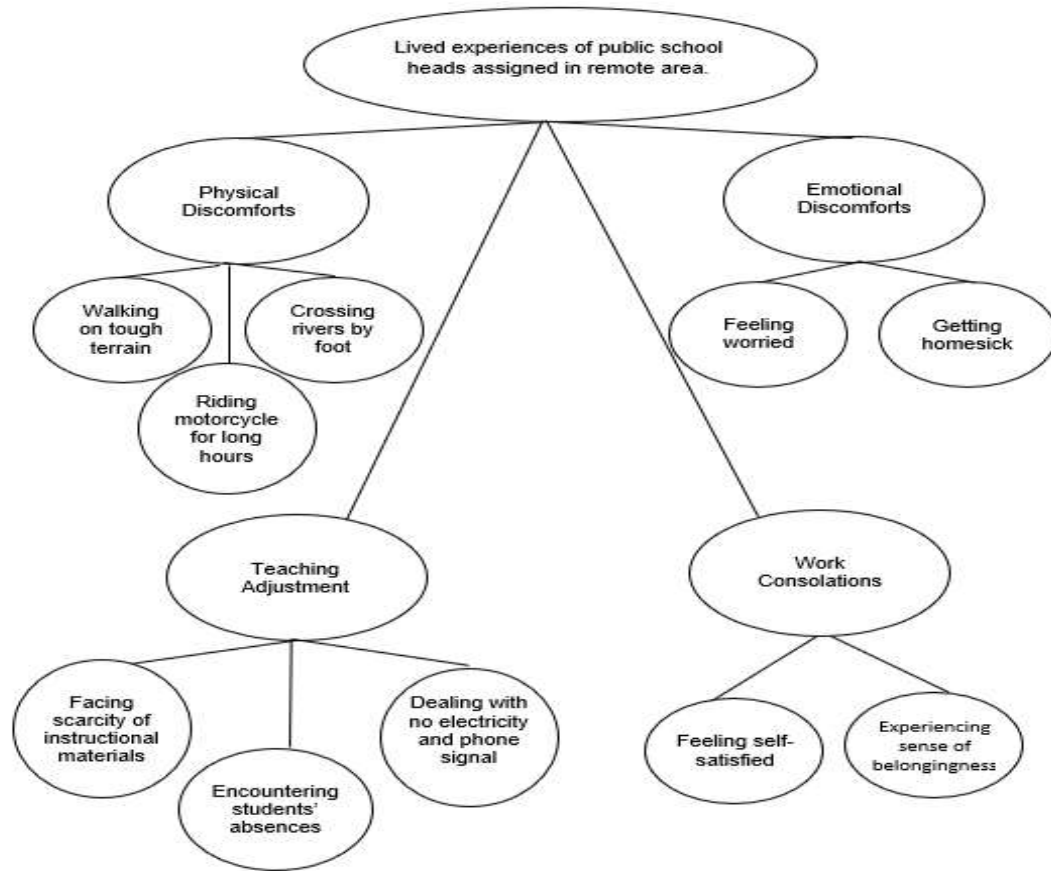 Lived experiences of public school
heads assigned in remote area.
Physical
Discomforts
Emotional
Discomforts
Walking
on tough
terrain
Crossing
rivers by
foot
Riding
motorcycle
for long
hours
Feeling
worried
Getting
homesick
Teaching
Adjustment
Work
Consolations
Facing
scarcity of
instructional
materials
Encountering
students’
absences
Dealing with
no electricity
and phone
signal
Feeling self-
satisfied
Experiencing
sense of
belongingness